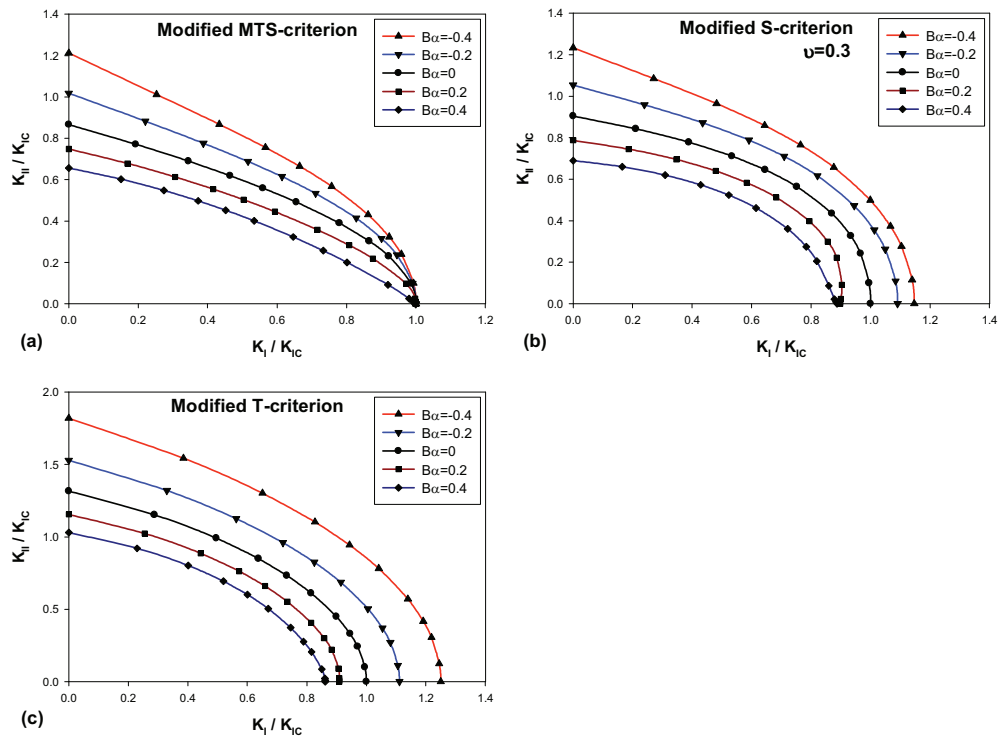 Modified MTS-criterion
Bα=-0.4
Bα=-0.2
Bα=0
Bα=0.2
Bα=0.4
1.4
1.2
1.0
0.8
0.6
0.4
0.2
0.0
K_II / K_IC
0.0 0.2 0.4 0.6 0.8 1.0 1.2
K_I / K_IC
(a)
Modified S-criterion
υ=0.3
Bα=-0.4
Bα=-0.2
Bα=0
Bα=0.2
Bα=0.4
1.4
1.2
1.0
0.8
0.6
0.4
0.2
0.0
K_II / K_IC
0.0 0.2 0.4 0.6 0.8 1.0 1.2 1.4
K_I / K_IC
(b)
Modified T-criterion
Bα=-0.4
Bα=-0.2
Bα=0
Bα=0.2
Bα=0.4
2.0
1.5
1.0
0.5
0.0
K_II / K_IC
0.0 0.2 0.4 0.6 0.8 1.0 1.2 1.4
K_I / K_IC
(c)